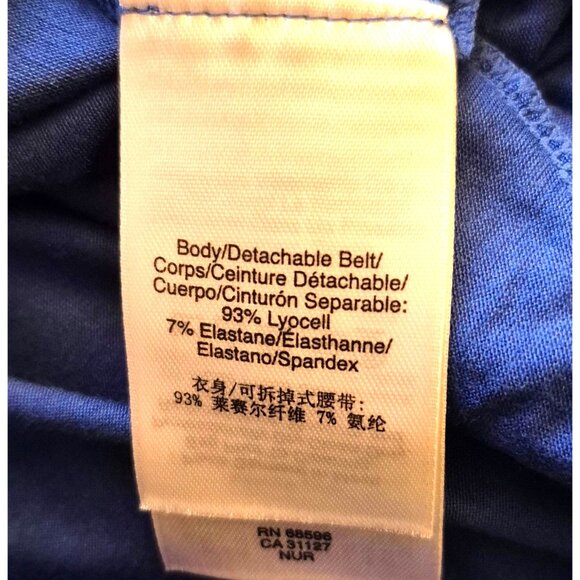 Body/Detachable Belt/
Corps/Ceinture Détachable/
Cuerpo/Cinturón Separable:
93% Lyocell
7% Elastane/Élasthanne/
Elastano/Spandex
衣身/可拆掉式腰带:
93% 莱赛尔纤维 7% 氨纶
RN 68596
CA 31127
NUR